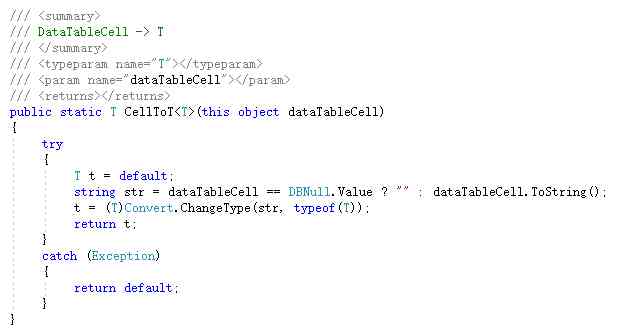 /// <summary>
/// DataTableCell -> T
/// </summary>
/// <typeparam name="T"></typeparam>
/// <param name="dataTableCell"></param>
/// <returns></returns>
public static T CellToT<T>(this object dataTableCell)
{
    try
    {
        T t = default;
        string str = dataTableCell == DBNull.Value ? "" : dataTableCell.ToString();
        t = (T)Convert.ChangeType(str, typeof(T));
        return t;
    }
    catch (Exception)
    {
        return default;
    }
}